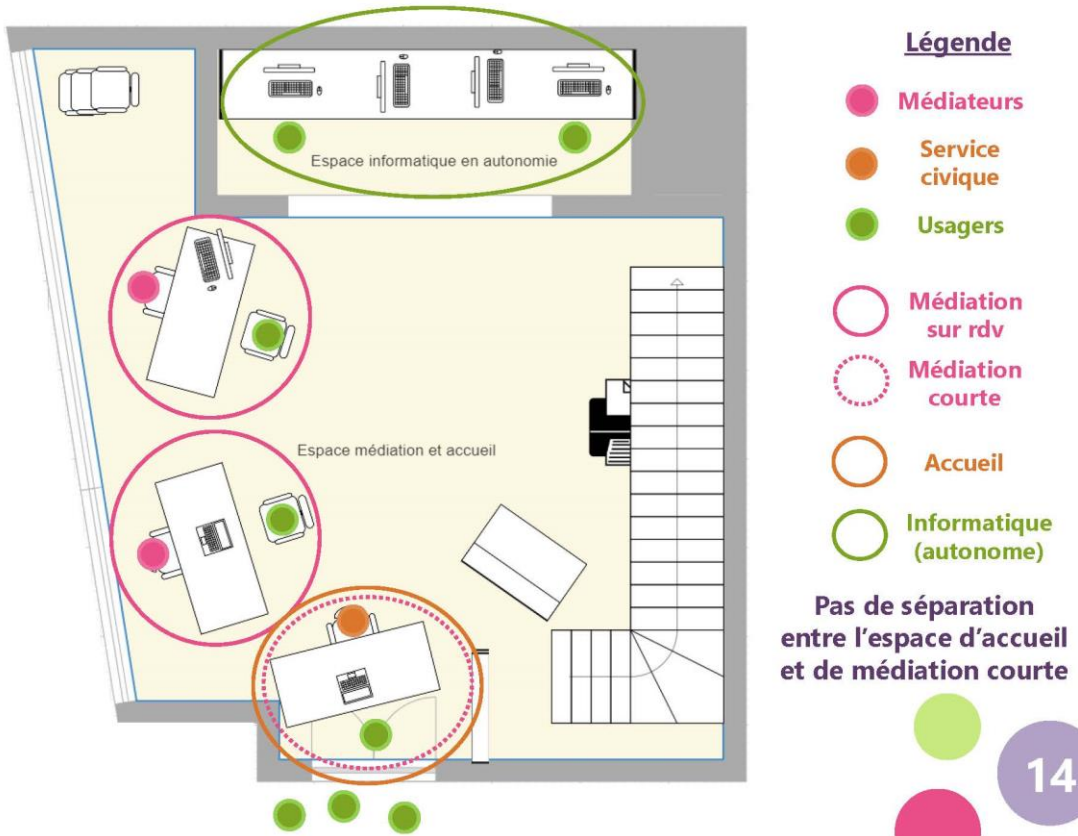 Espace informatique en autonomie
Espace médiation et accueil
Légende
Médiateurs
Service
civique
Usagers
Médiation
sur rdv
Médiation
courte
Accueil
Informatique
(autonome)
Pas de séparation
entre l'espace d'accueil
et de médiation courte
14